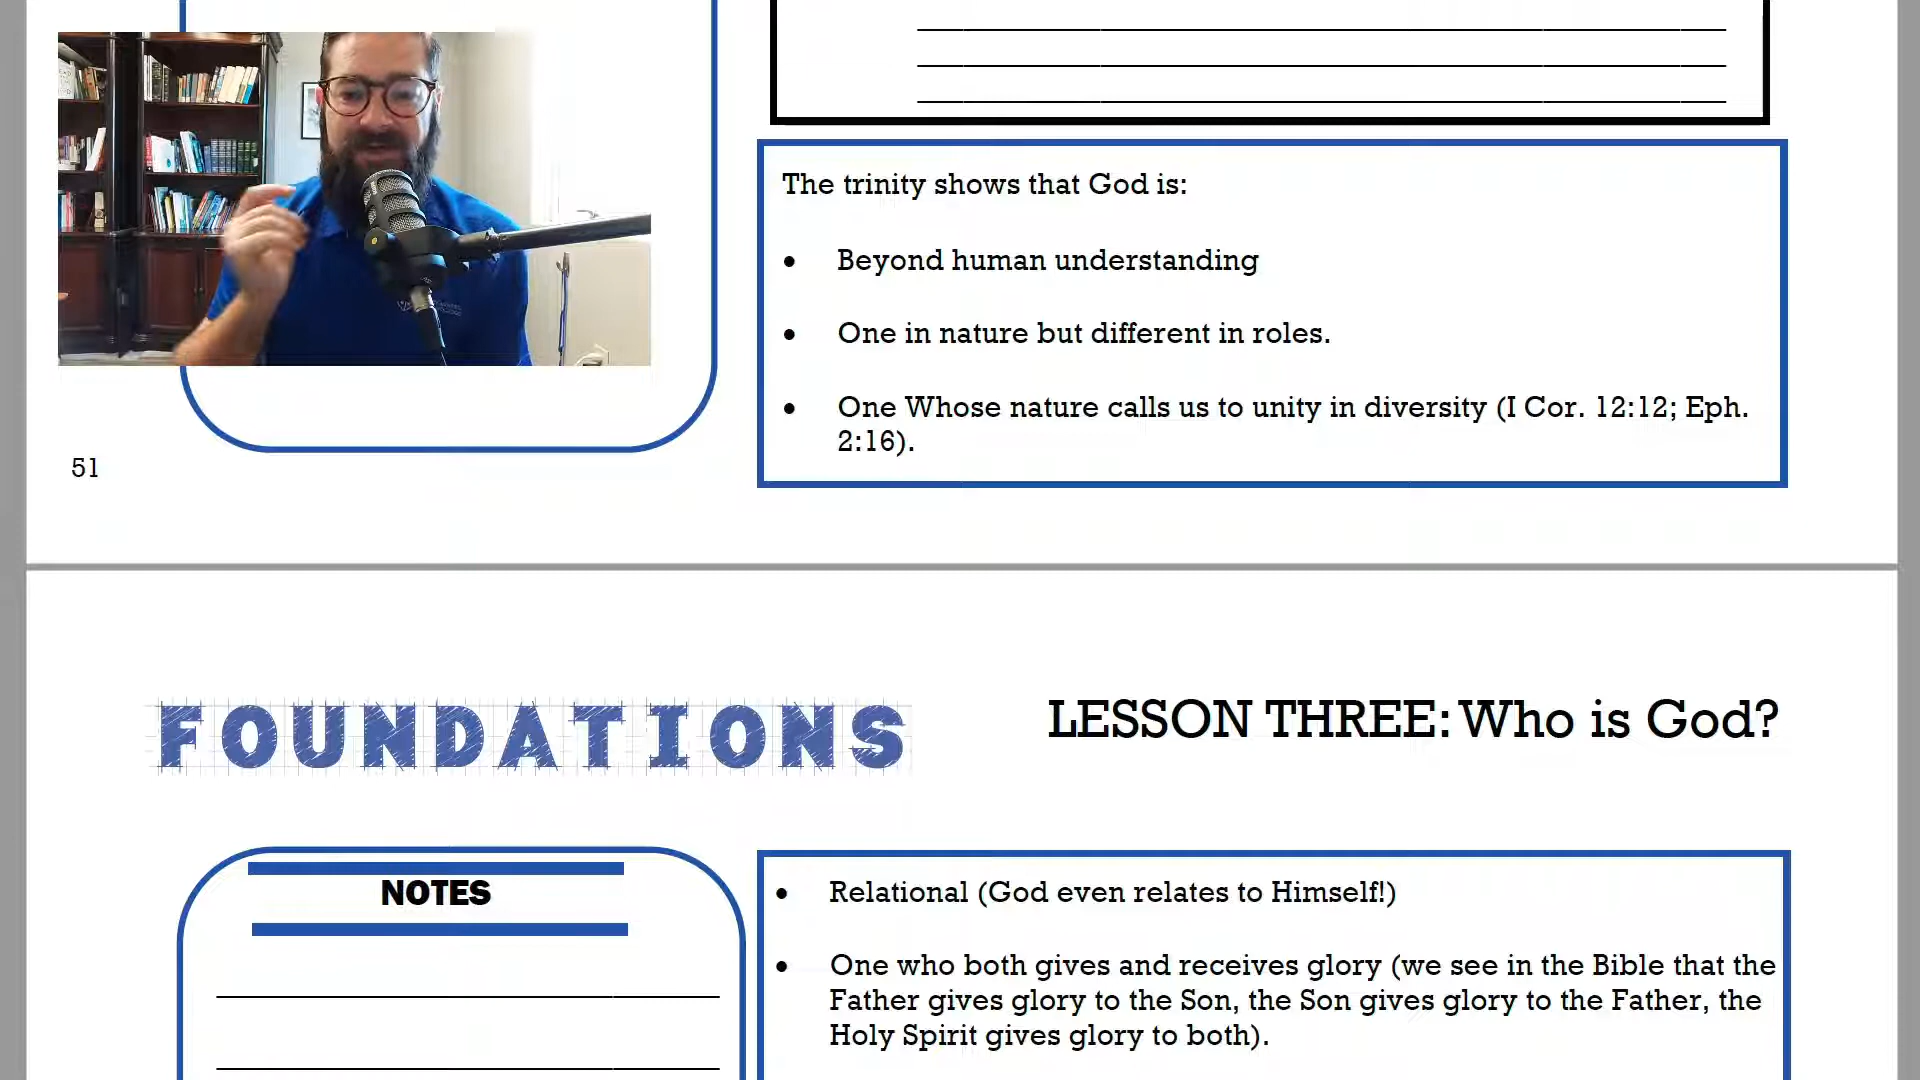 The trinity shows that God is:
• Beyond human understanding
• One in nature but different in roles.
• One Whose nature calls us to unity in diversity (I Cor. 12:12; Eph.
2:16).
51
FOUNDATIONS
LESSON THREE: Who is God?
NOTES
• Relational (God even relates to Himself!)
• One who both gives and receives glory (we see in the Bible that the
Father gives glory to the Son, the Son gives glory to the Father, the
Holy Spirit gives glory to both).